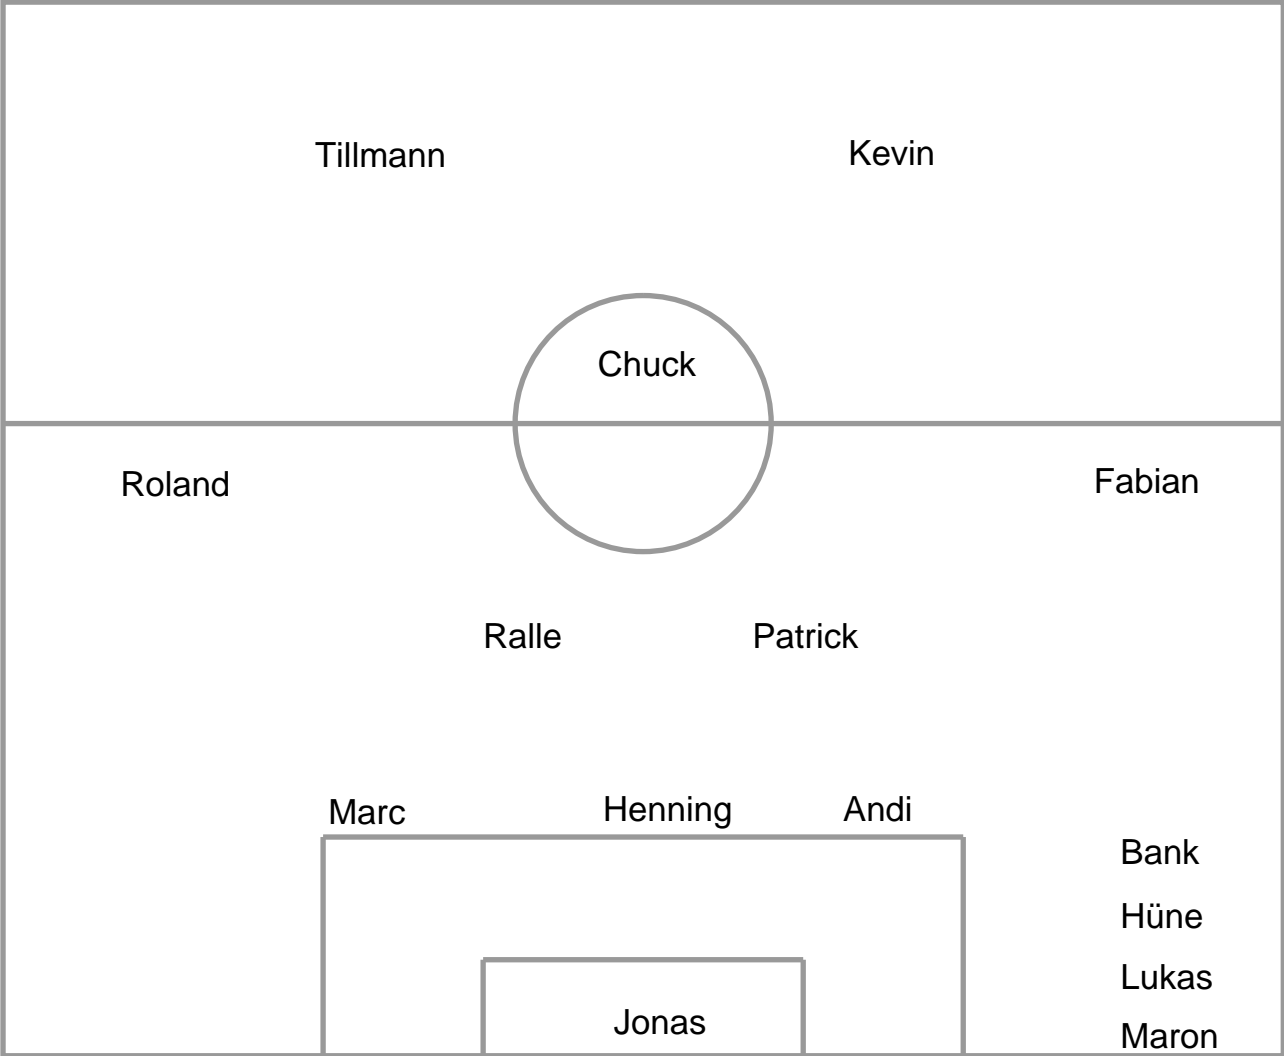 Tillmann Kevin
Chuck
Roland Fabian
Ralle Patrick
Marc Henning Andi
Bank
Hüne
Lukas
Jonas
Maron